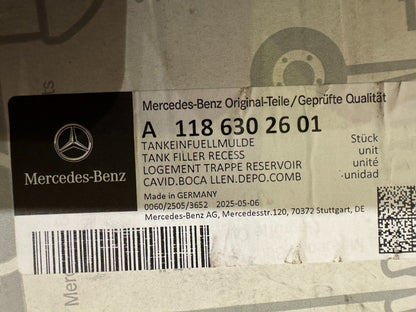 Mercedes-Benz Original-Teile/Geprüfte Qualität
A 118 630 26 01
TANKEINFUELLMULDE Stück
TANK FILLER RECESS unit
LOGEMENT TRAPPE RESERVOIR unité
CAVID.BOCA LLEN.DEPO.COMB unidad
Mercedes-Benz
Made in GERMANY
0060/2505/3652 2025-05-06
Mercedes-Benz AG, Mercedesstr.120, 70372 Stuttgart, DE